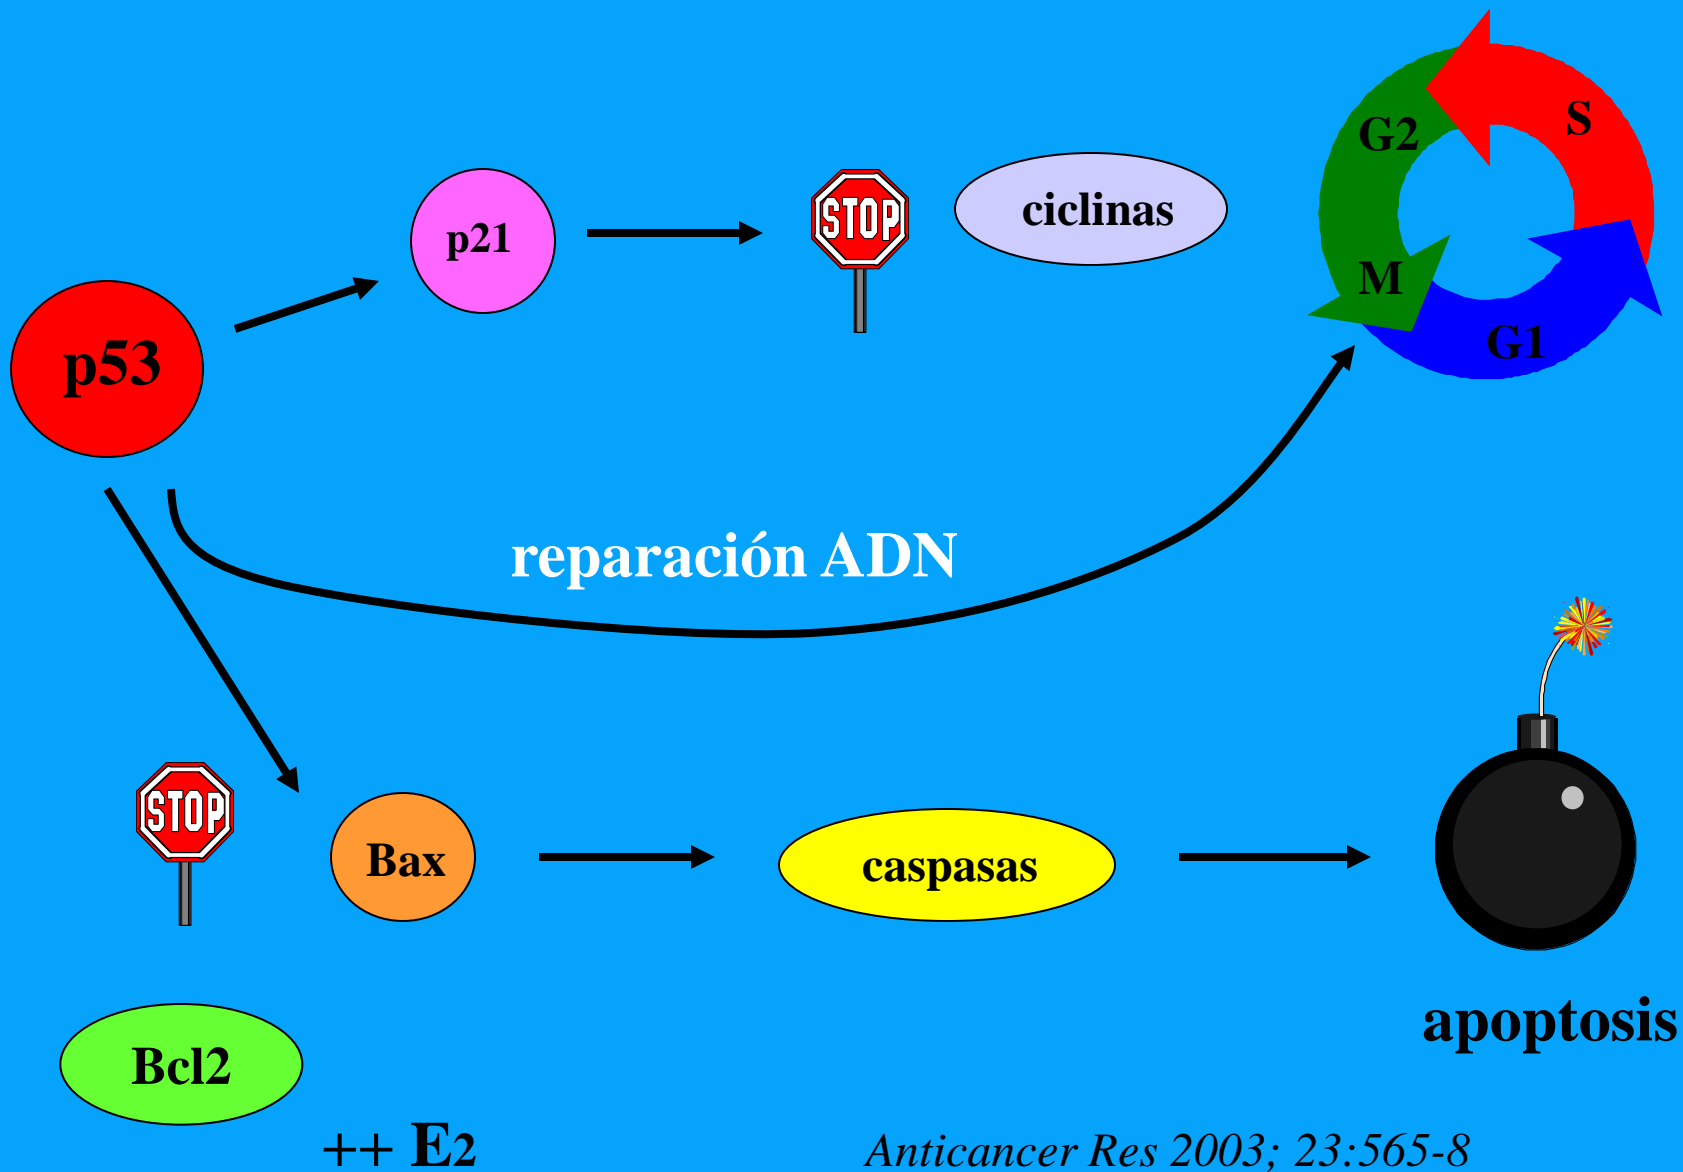 S
G2
STOP
ciclinas
p21
M
G1
p53
reparación ADN
STOP
Bax
caspasas
apoptosis
Bcl2
++ E2
Anticancer Res 2003; 23:565-8